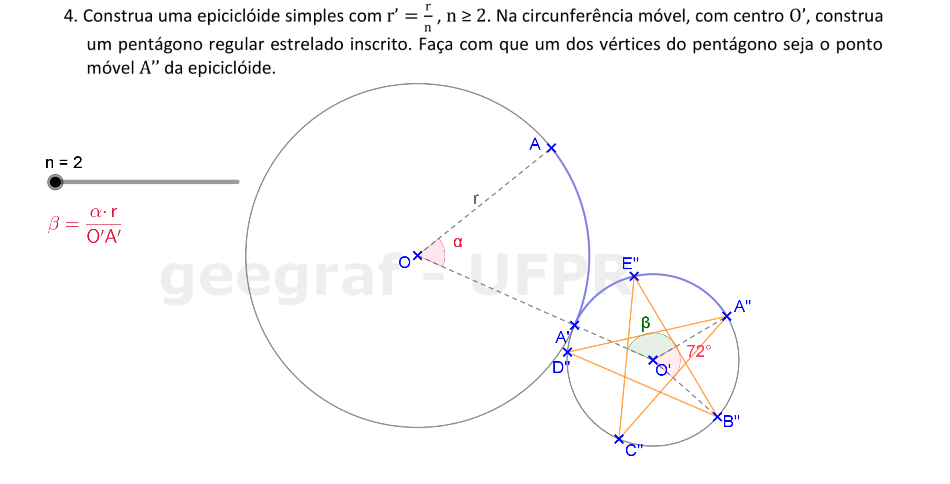 4. Construa uma epiciclóide simples com r’ = r/n , n ≥ 2. Na circunferência móvel, com centro O’, construa
um pentágono regular estrelado inscrito. Faça com que um dos vértices do pentágono seja o ponto
móvel A’’ da epiciclóide.
n = 2
β = α· r / O′A′
A
r
α
O
geegraf - UFPR
E"
A"
β
A'
72°
D"
O'
B"
C"